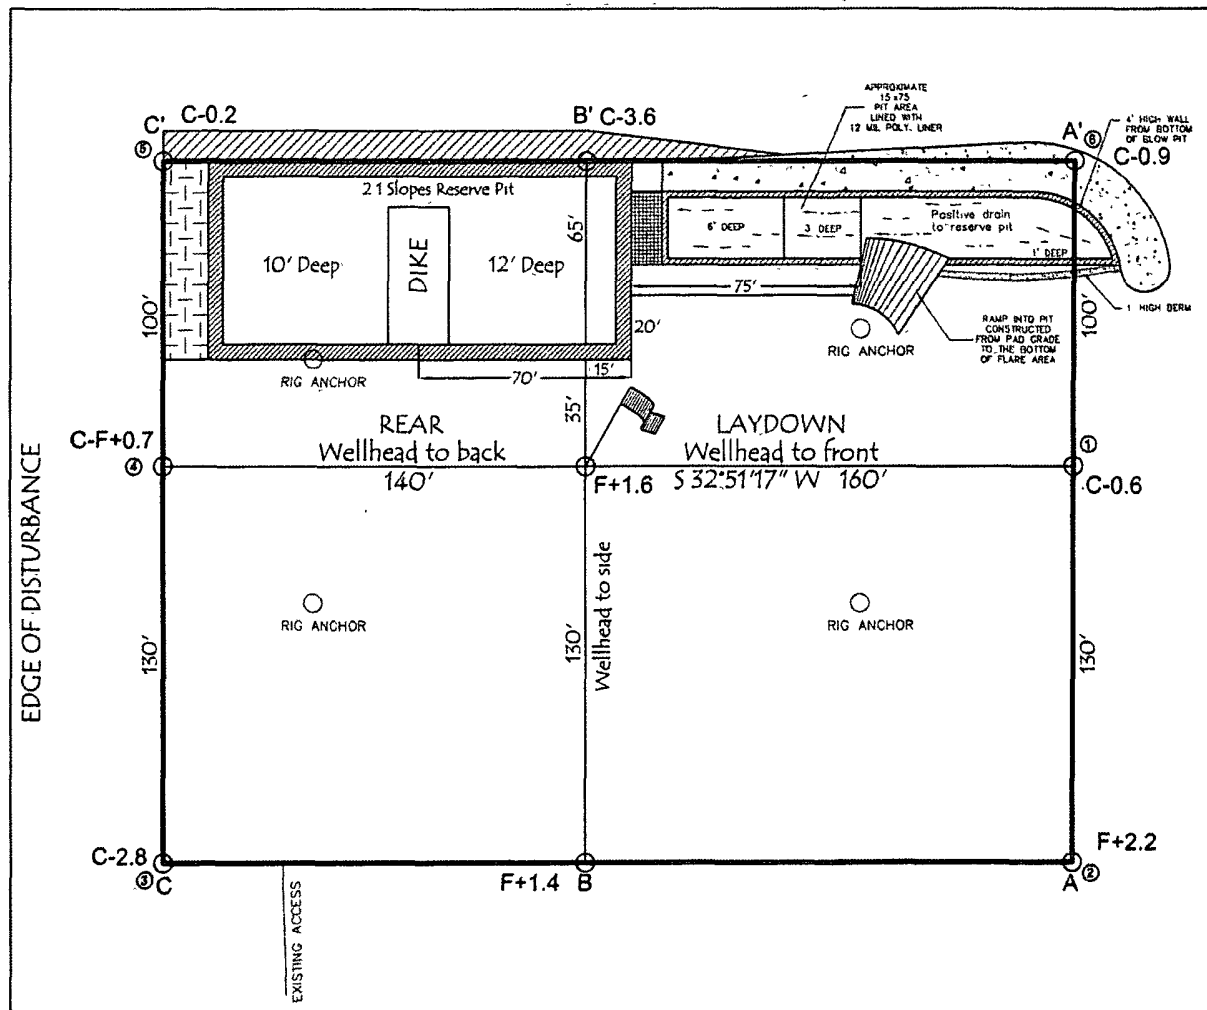 C' C-0.2
B' C-3.6
APPROXIMATE
15 x75
PIT AREA
LINED WITH
12 MIL. POLY. LINER
A' ⑥
C-0.9
4' HIGH WALL
FROM BOTTOM
OF BLOW PIT
⑤
2 1 Slopes Reserve Pit
65'
10' Deep
DIKE
12' Deep
6' DEEP
3 DEEP
Positive drain
to reserve pit
1' DEEP
75'
100'
20'
RIG ANCHOR
RAMP INTO PIT
CONSTRUCTED
FROM PAD GRADE
TO THE BOTTOM
OF FLARE AREA
100'
1 HIGH BERM
RIG ANCHOR
70'
15'
35'
EDGE OF DISTURBANCE
C-F+0.7
④
REAR
Wellhead to back
140'
F+1.6
LAYDOWN
Wellhead to front
S 32°51'17" W 160'
①
C-0.6
RIG ANCHOR
RIG ANCHOR
130'
130'
Wellhead to side
130'
C-2.8
③ C
F+1.4 B
F+2.2
A ②
EXISTING ACCESS